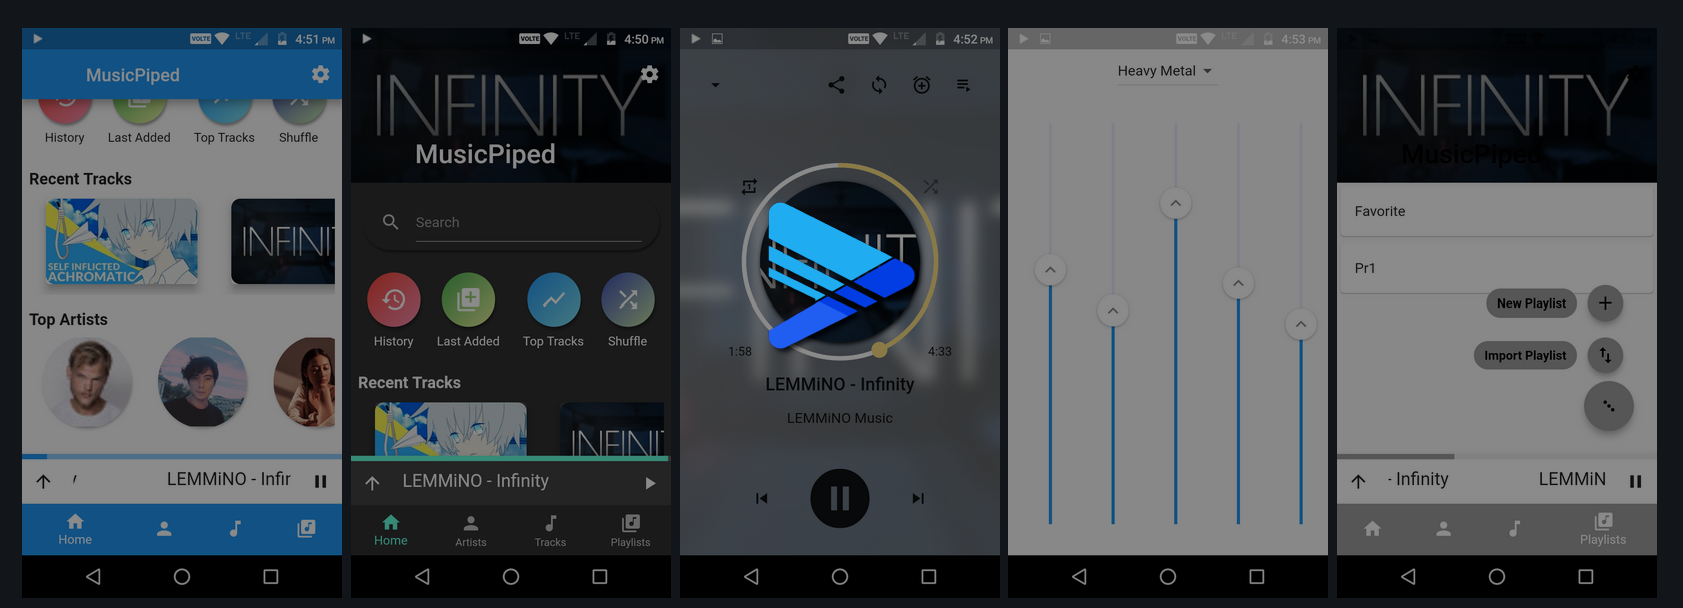 VOLTE LTE 4:51 PM
MusicPiped
History Last Added Top Tracks Shuffle
Recent Tracks
SELF INFLICTED
ACHROMATIC
INFINIT
Top Artists
LEMMiNO - Infir
Home
VOLTE LTE 4:50 PM
INFINITY
MusicPiped
Search
History Last Added Top Tracks Shuffle
Recent Tracks
INFINIT
LEMMiNO - Infinity
Home Artists Tracks Playlists
VOLTE LTE 4:52 PM
1
1:58 4:33
LEMMiNO - Infinity
LEMMiNO Music
VOLTE LTE 4:53 PM
Heavy Metal
INFINITY
MusicPiped
Favorite
Pr1
New Playlist
Import Playlist
- Infinity LEMMiN
Playlists